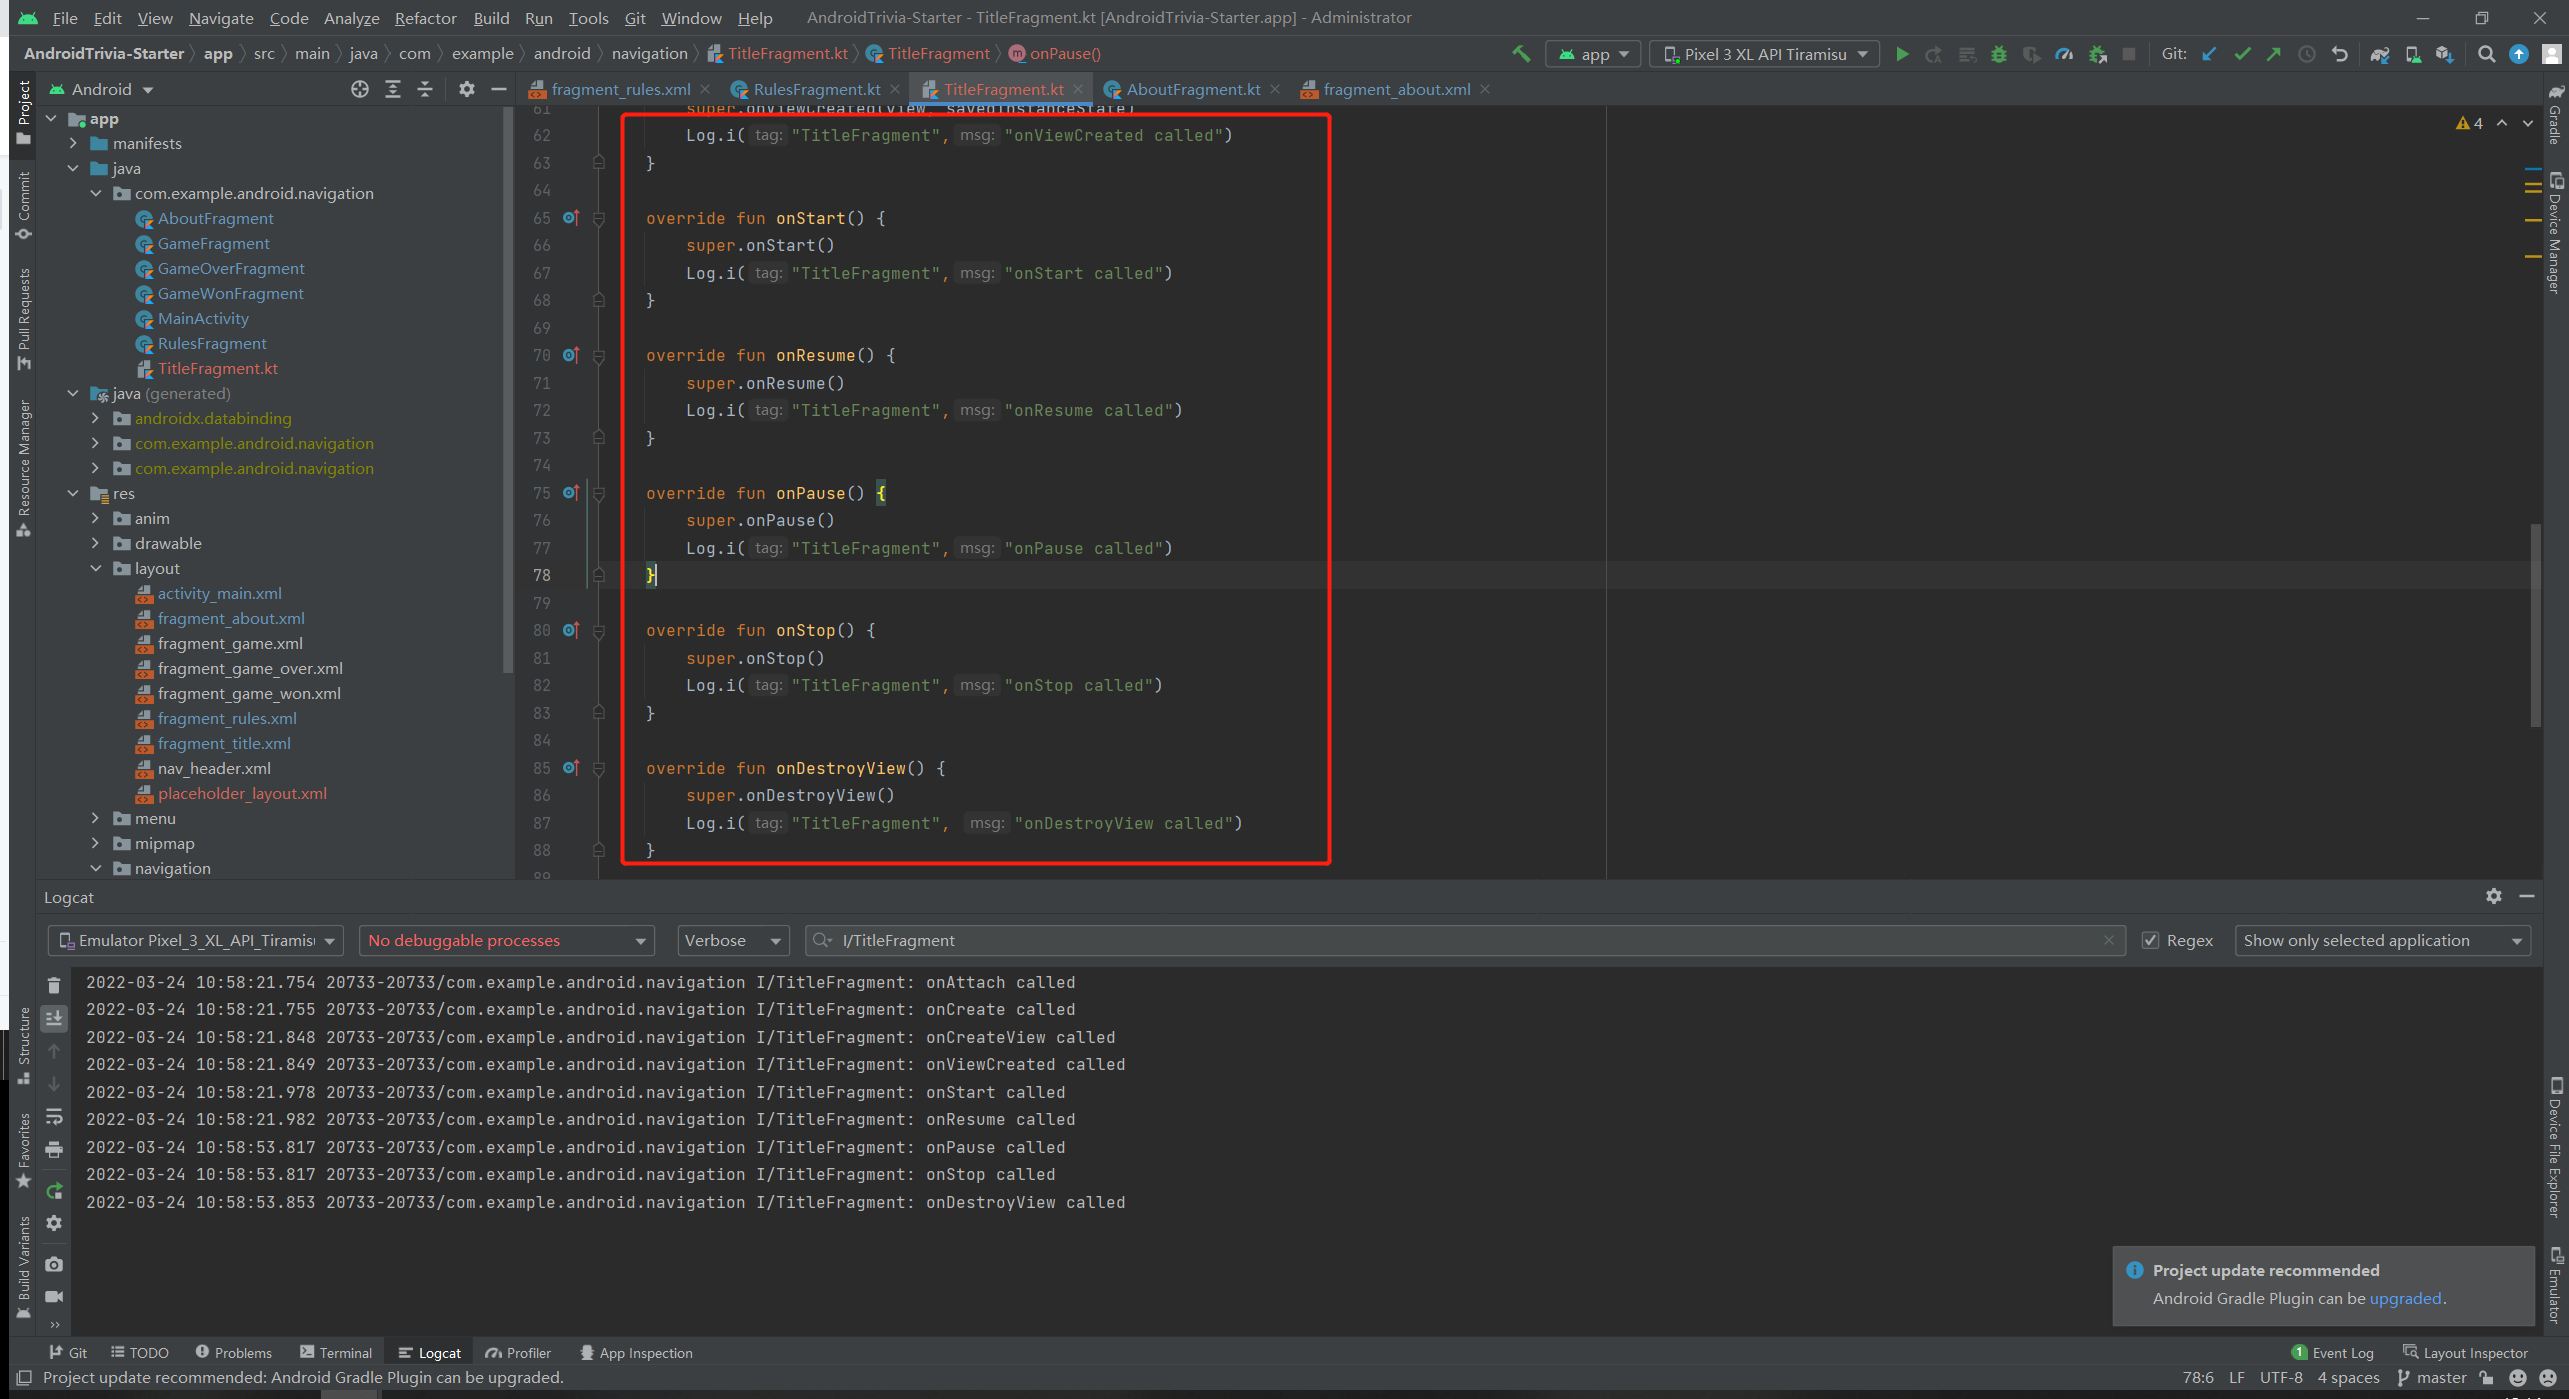 File Edit View Navigate Code Analyze Refactor Build Run Tools Git Window Help AndroidTrivia-Starter - TitleFragment.kt [AndroidTrivia-Starter.app] - Administrator
AndroidTrivia-Starter app src main java com example android navigation TitleFragment.kt TitleFragment onPause() app Pixel 3 XL API Tiramisu Git:
Android
fragment_rules.xml RulesFragment.kt TitleFragment.kt AboutFragment.kt fragment_about.xml
Project
Commit
Pull Requests
Resource Manager
Structure
Favorites
Build Variants
app
manifests
java
com.example.android.navigation
AboutFragment
GameFragment
GameOverFragment
GameWonFragment
MainActivity
RulesFragment
TitleFragment.kt
java (generated)
androidx.databinding
com.example.android.navigation
com.example.android.navigation
res
anim
drawable
layout
activity_main.xml
fragment_about.xml
fragment_game.xml
fragment_game_over.xml
fragment_game_won.xml
fragment_rules.xml
fragment_title.xml
nav_header.xml
placeholder_layout.xml
menu
mipmap
navigation
61 super.onViewCreated(view, savedInstanceState)
62 Log.i( tag: "TitleFragment", msg: "onViewCreated called")
63 }
64
65 override fun onStart() {
66 super.onStart()
67 Log.i( tag: "TitleFragment", msg: "onStart called")
68 }
69
70 override fun onResume() {
71 super.onResume()
72 Log.i( tag: "TitleFragment", msg: "onResume called")
73 }
74
75 override fun onPause() {
76 super.onPause()
77 Log.i( tag: "TitleFragment", msg: "onPause called")
78 }
79
80 override fun onStop() {
81 super.onStop()
82 Log.i( tag: "TitleFragment", msg: "onStop called")
83 }
84
85 override fun onDestroyView() {
86 super.onDestroyView()
87 Log.i( tag: "TitleFragment", msg: "onDestroyView called")
88 }
89
4
Gradle
Device Manager
Device File Explorer
Emulator
Logcat
Emulator Pixel_3_XL_API_Tiramis No debuggable processes Verbose I/TitleFragment Regex Show only selected application
2022-03-24 10:58:21.754 20733-20733/com.example.android.navigation I/TitleFragment: onAttach called
2022-03-24 10:58:21.755 20733-20733/com.example.android.navigation I/TitleFragment: onCreate called
2022-03-24 10:58:21.848 20733-20733/com.example.android.navigation I/TitleFragment: onCreateView called
2022-03-24 10:58:21.849 20733-20733/com.example.android.navigation I/TitleFragment: onViewCreated called
2022-03-24 10:58:21.978 20733-20733/com.example.android.navigation I/TitleFragment: onStart called
2022-03-24 10:58:21.982 20733-20733/com.example.android.navigation I/TitleFragment: onResume called
2022-03-24 10:58:53.817 20733-20733/com.example.android.navigation I/TitleFragment: onPause called
2022-03-24 10:58:53.817 20733-20733/com.example.android.navigation I/TitleFragment: onStop called
2022-03-24 10:58:53.853 20733-20733/com.example.android.navigation I/TitleFragment: onDestroyView called
Project update recommended
Android Gradle Plugin can be upgraded.
Git TODO Problems Terminal Logcat Profiler App Inspection 1 Event Log Layout Inspector
Project update recommended: Android Gradle Plugin can be upgraded. 78:6 LF UTF-8 4 spaces master